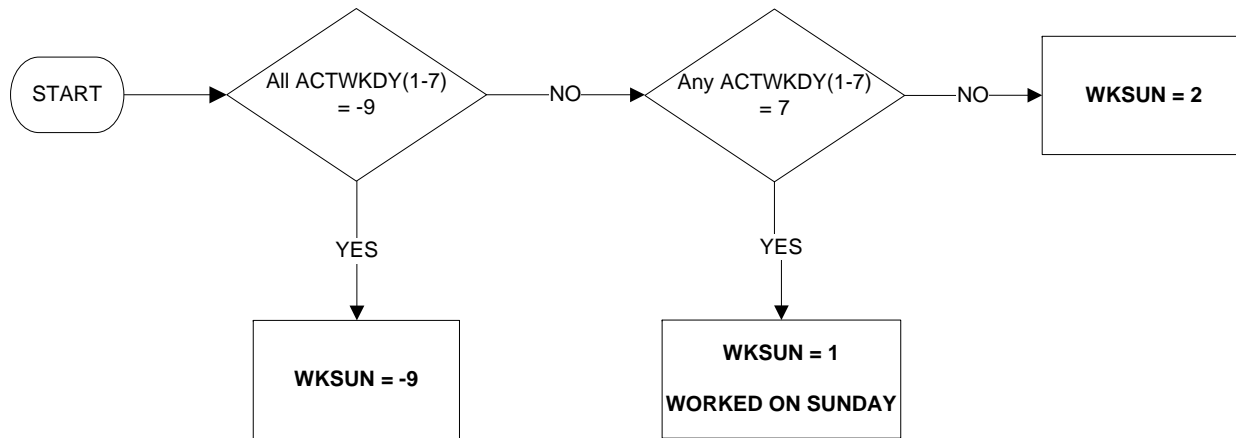 START
All ACTWKDY(1-7)
= -9
NO
Any ACTWKDY(1-7)
= 7
NO
WKSUN = 2
YES
YES
WKSUN = -9
WKSUN = 1
WORKED ON SUNDAY